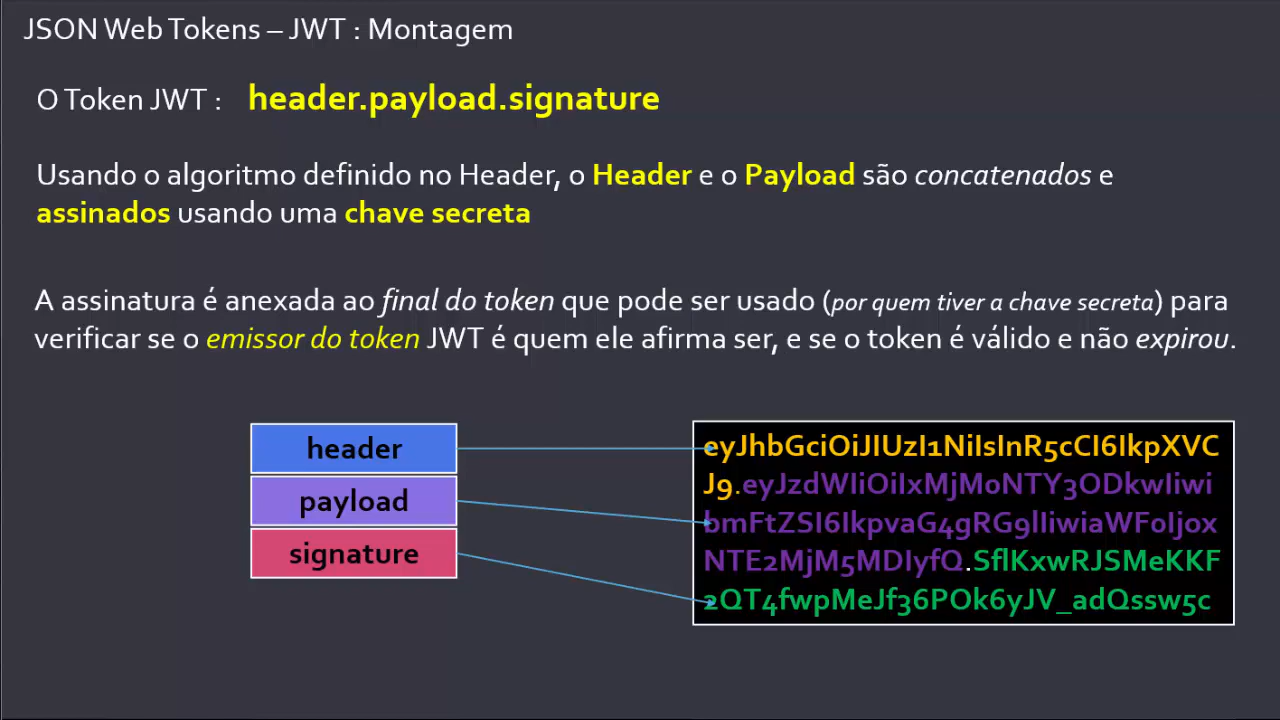 JSON Web Tokens – JWT : Montagem
O Token JWT : header.payload.signature
Usando o algoritmo definido no Header, o Header e o Payload são concatenados e
assinados usando uma chave secreta
A assinatura é anexada ao final do token que pode ser usado (por quem tiver a chave secreta) para
verificar se o emissor do token JWT é quem ele afirma ser, e se o token é válido e não expirou.
header
payload
signature
eyJhbGciOiJIUzI1NiIsInR5cCI6IkpXVC
J9.eyJzdWIiOiIxMjM0NTY3ODkwIiwi
bmFtZSI6IkpvaG4gRG9lIiwiaWF0Ijox
NTE2MjM5MDIyfQ.SflKxwRJSMeKKF
2QT4fwpMeJf36POk6yJV_adQssw5c